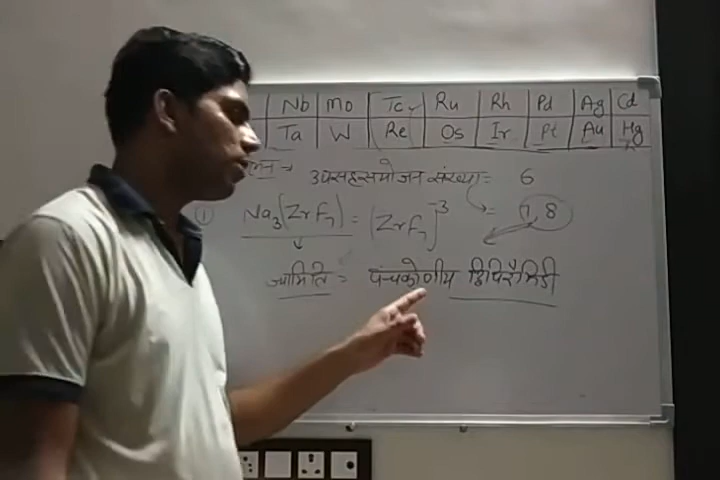 Nb Mo Tc Ru Rh Pd Ag Cd
Ta W Re Os Ir Pt Au Hg
उपसहसंयोजन संख्या = 6
① Na₃(ZrF₇) = (ZrF₇)⁻³ 7, 8
ज्यामिति = पंचकोणीय द्विपिरैमिडी